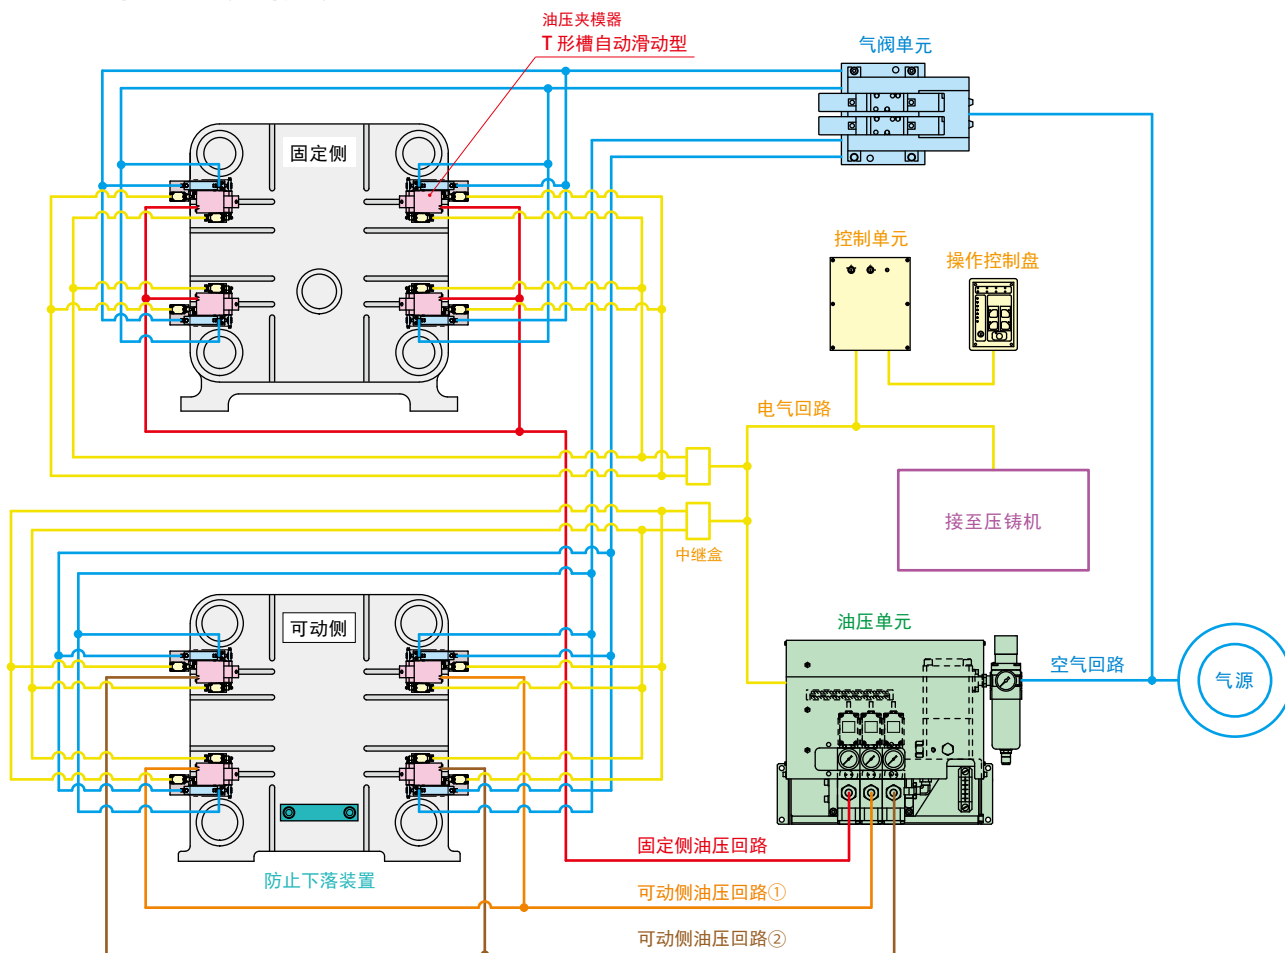 油压夹模器
T 形槽自动滑动型
气阀单元
固定侧
控制单元
操作控制盘
电气回路
接至压铸机
中继盒
可动侧
油压单元
空气回路
气源
固定侧油压回路
防止下落装置
可动侧油压回路①
可动侧油压回路②